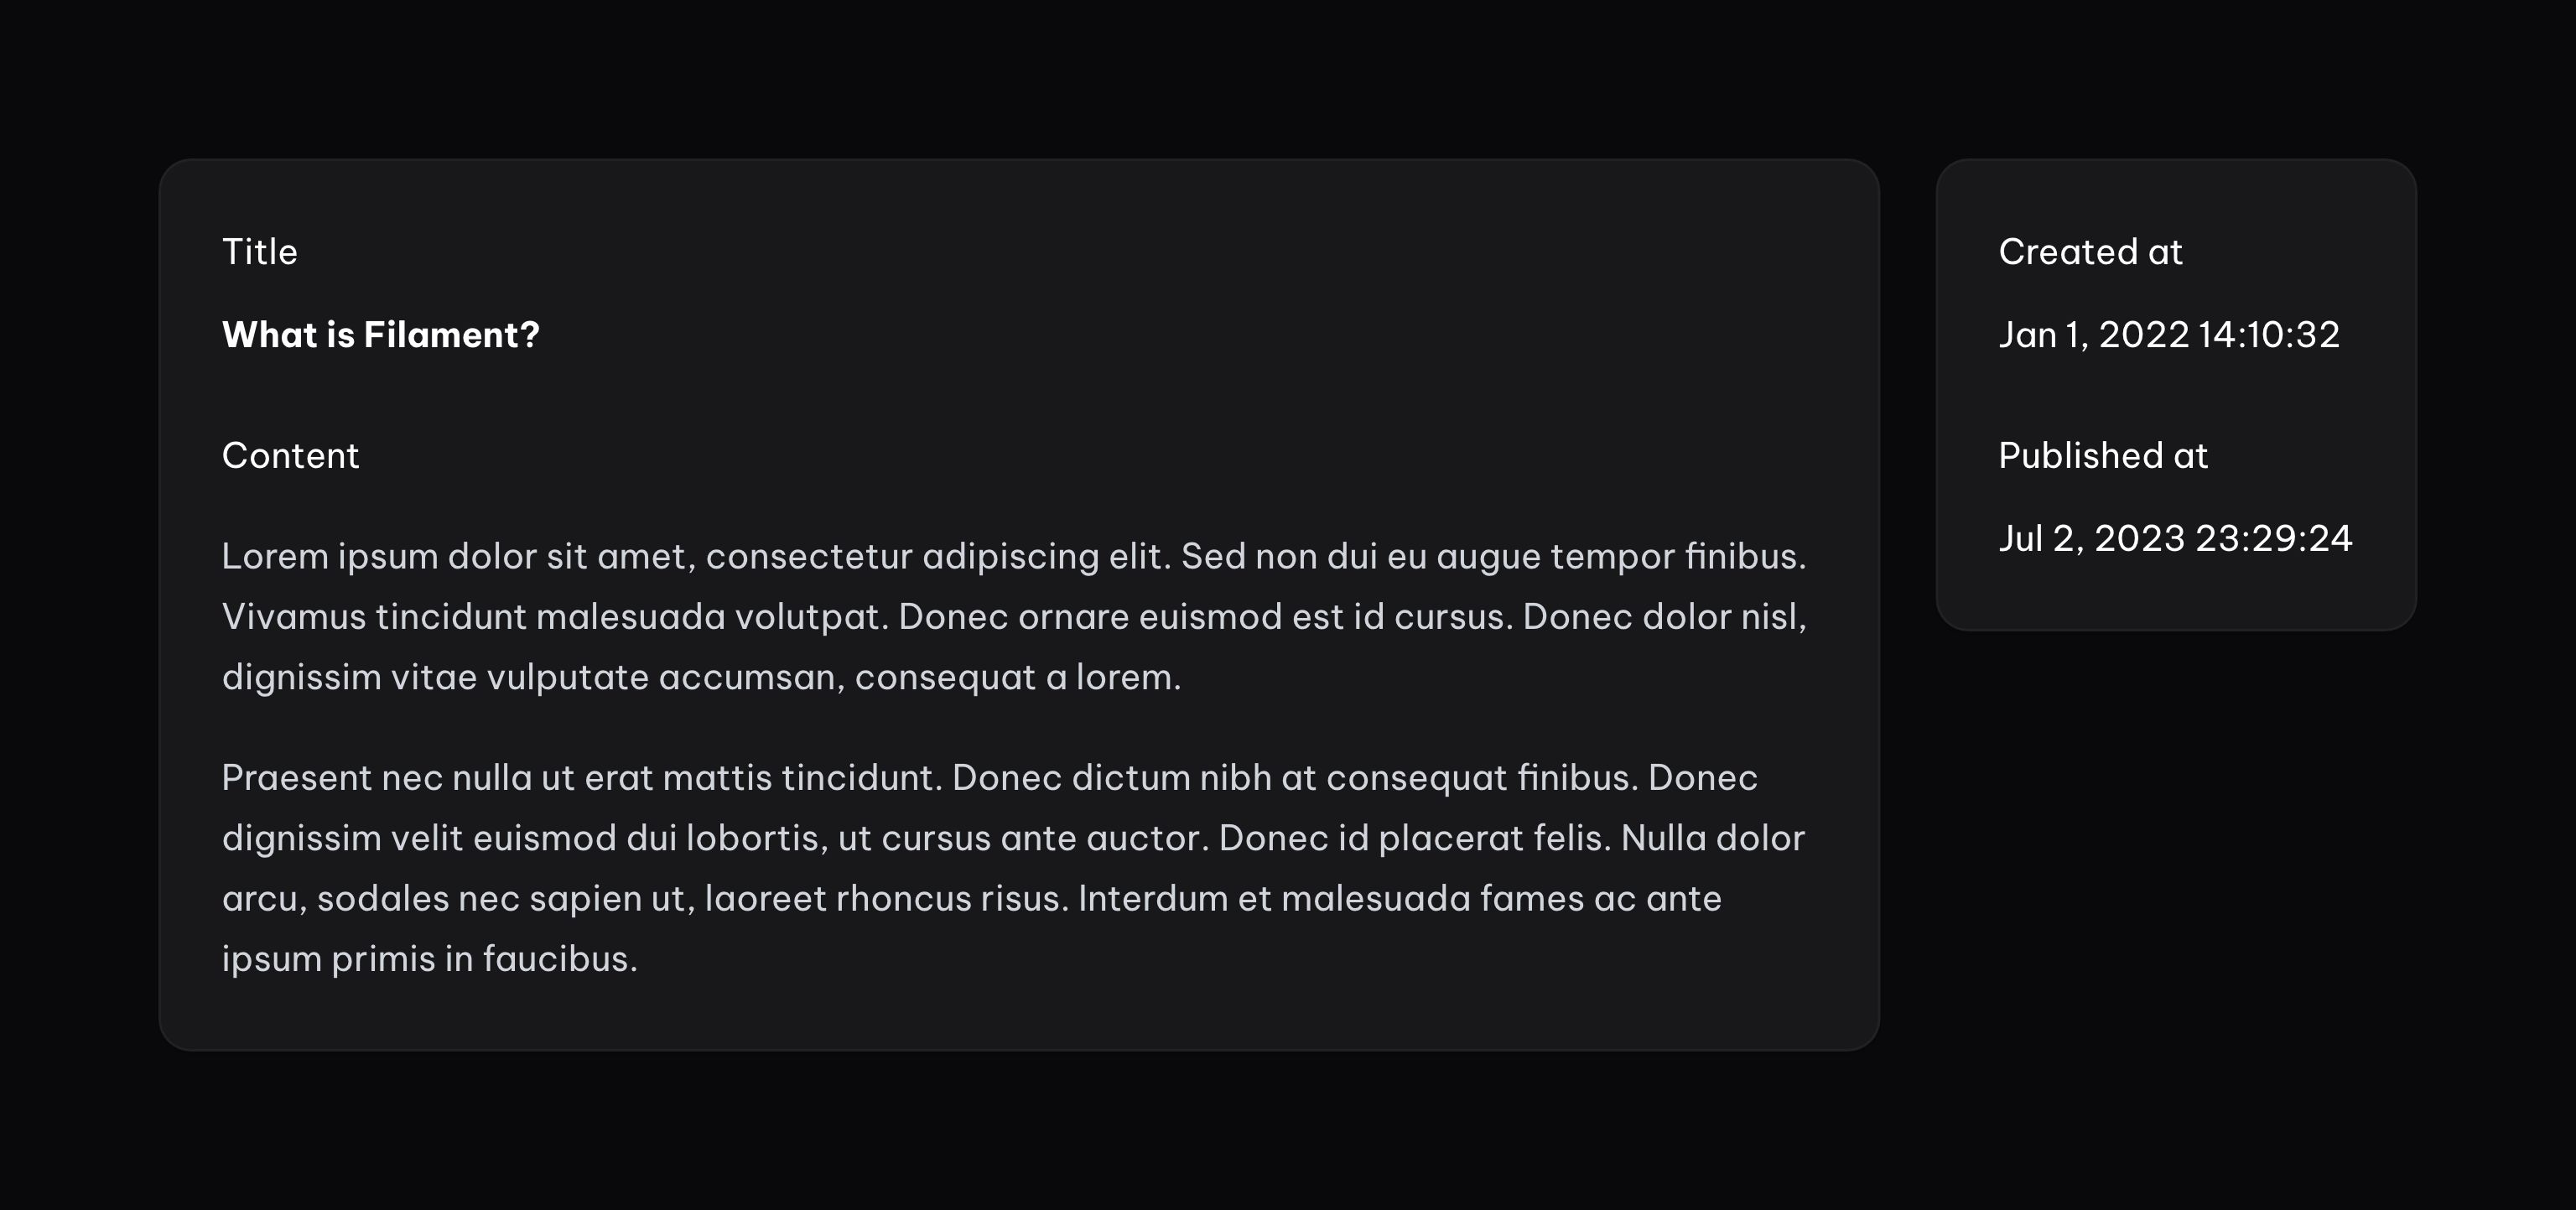 Title
What is Filament?
Content
Lorem ipsum dolor sit amet, consectetur adipiscing elit. Sed non dui eu augue tempor finibus.
Vivamus tincidunt malesuada volutpat. Donec ornare euismod est id cursus. Donec dolor nisl,
dignissim vitae vulputate accumsan, consequat a lorem.
Praesent nec nulla ut erat mattis tincidunt. Donec dictum nibh at consequat finibus. Donec
dignissim velit euismod dui lobortis, ut cursus ante auctor. Donec id placerat felis. Nulla dolor
arcu, sodales nec sapien ut, laoreet rhoncus risus. Interdum et malesuada fames ac ante
ipsum primis in faucibus.
Created at
Jan 1, 2022 14:10:32
Published at
Jul 2, 2023 23:29:24